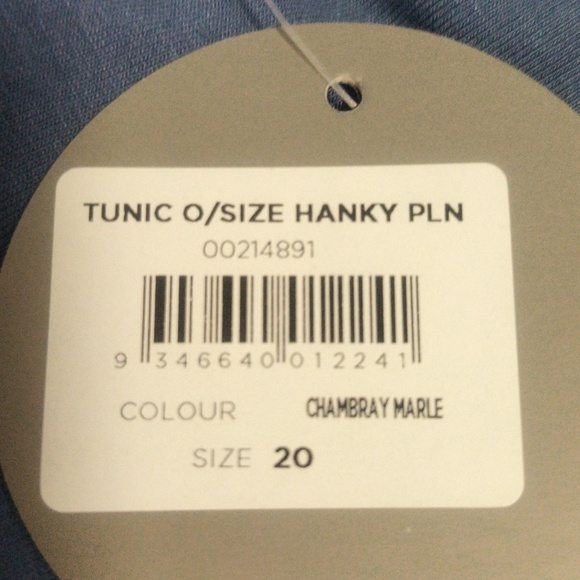 TUNIC O/SIZE HANKY PLN
00214891
9 346640 012241
COLOUR CHAMBRAY MARLE
SIZE 20